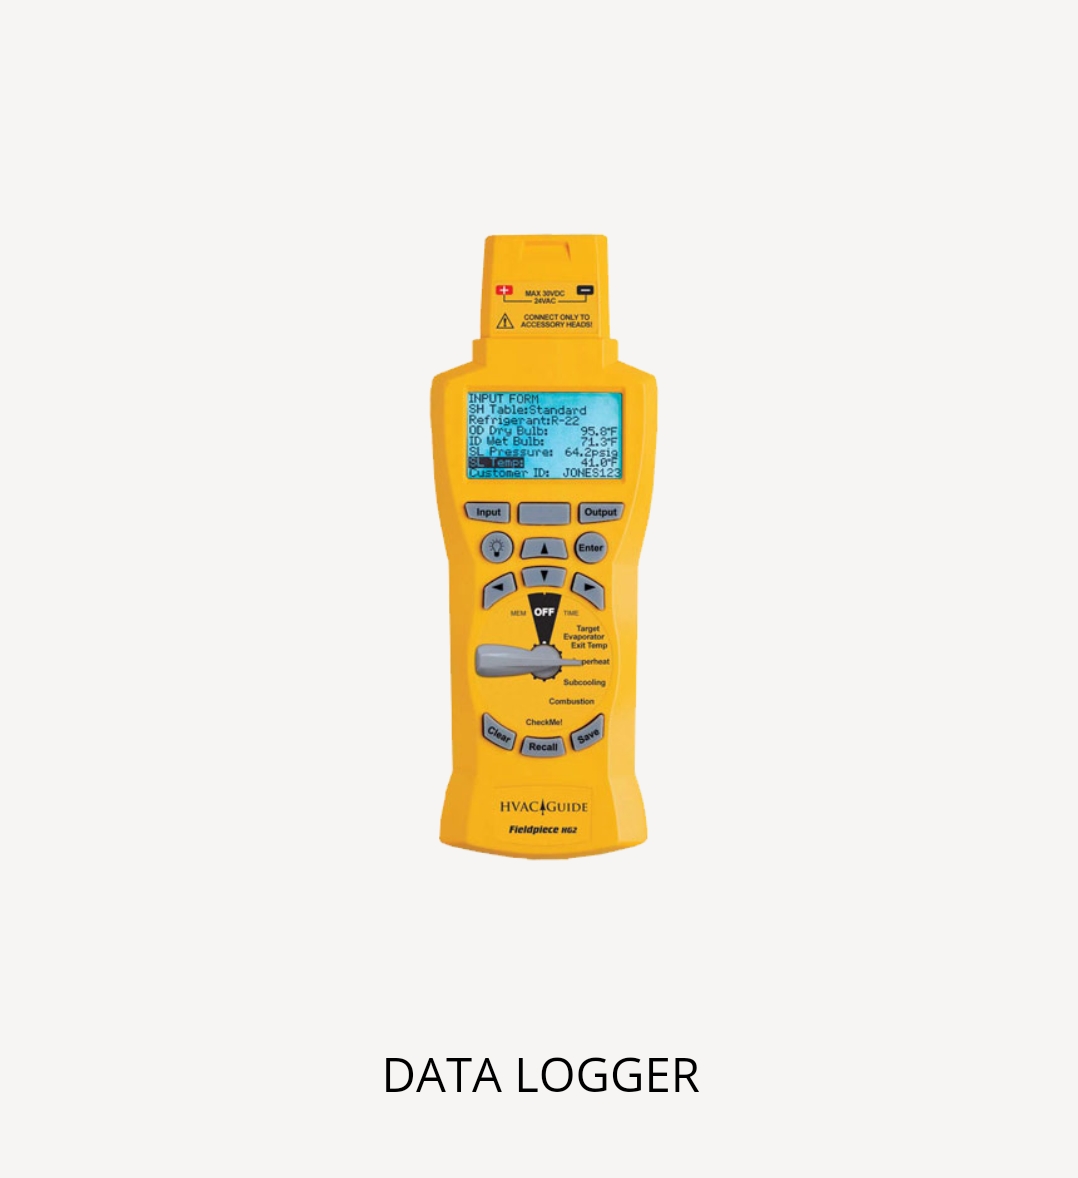 + −
MAX 30VDC
24VAC
CONNECT ONLY TO
ACCESSORY HEADS!
INPUT FORM
SH Table:Standard
Refrigerant:R-22
OD Dry Bulb: 95.8°F
ID Wet Bulb: 71.3°F
SL Pressure: 64.2psig
SL Temp: 41.0°F
Customer ID: JONES123
Input Output
Enter
MEM OFF TIME
Target
Evaporator
Exit Temp
perheat
Subcooling
Combustion
CheckMe!
Clear Recall Save
HVAC GUIDE
Fieldpiece HG2
DATA LOGGER